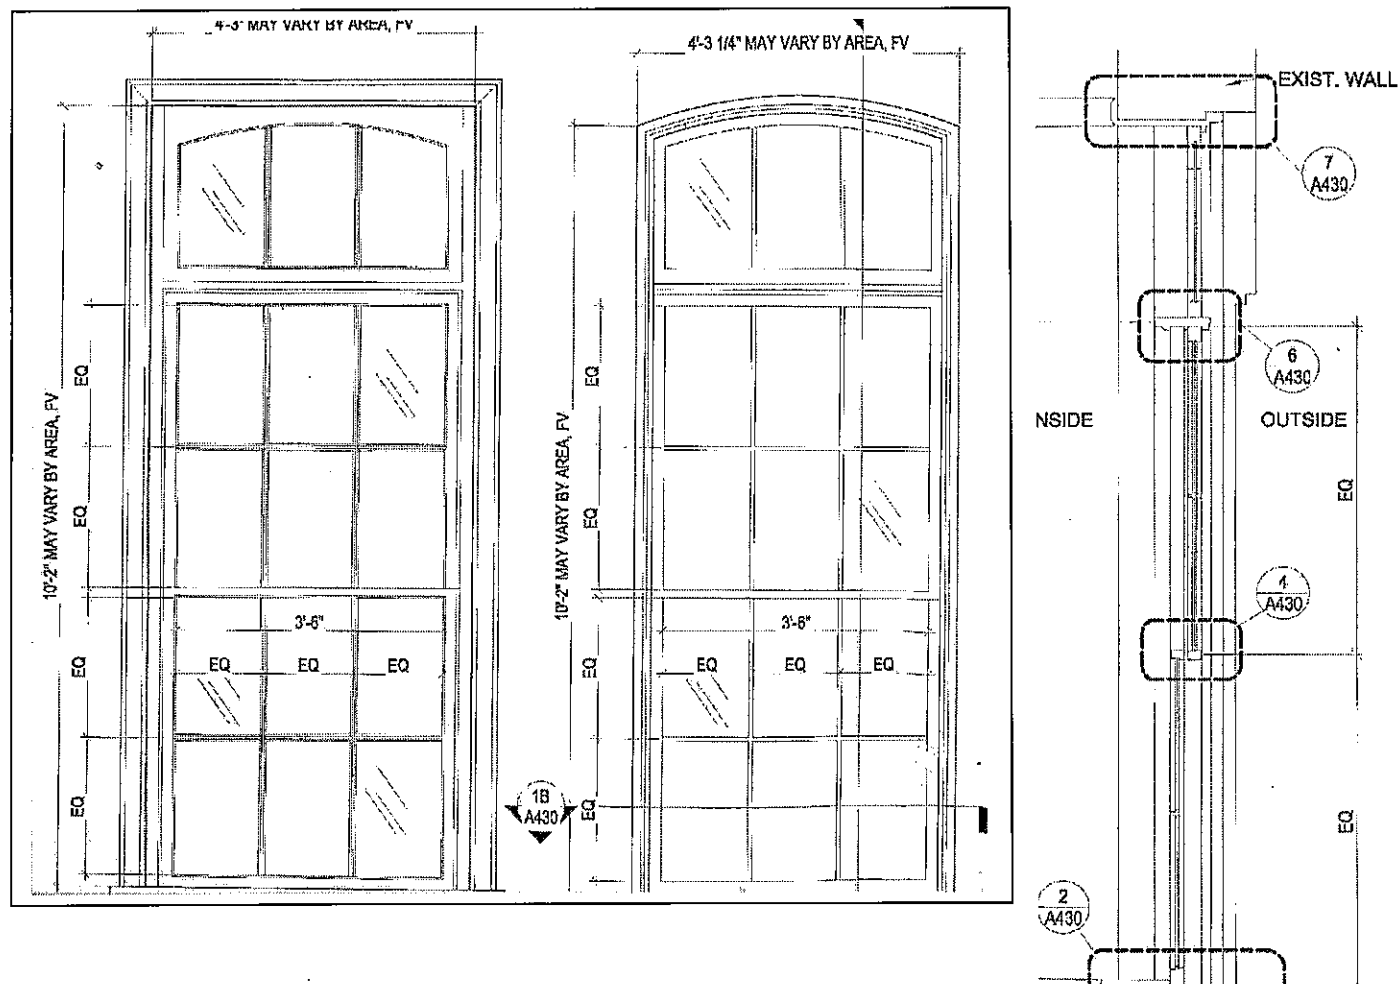 4'-3" MAY VARY BY AREA, FV
4'-3 1/4" MAY VARY BY AREA, FV
EXIST. WALL
7
A430
6
A430
NSIDE
OUTSIDE
EQ
EQ
EQ
EQ
10'-2" MAY VARY BY AREA, FV
3'-6"
EQ
EQ
EQ
EQ
EQ
EQ
EQ
10'-2" MAY VARY BY AREA, FV
3'-6"
EQ
EQ
EQ
1B
A430
EQ
4
A430
EQ
2
A430